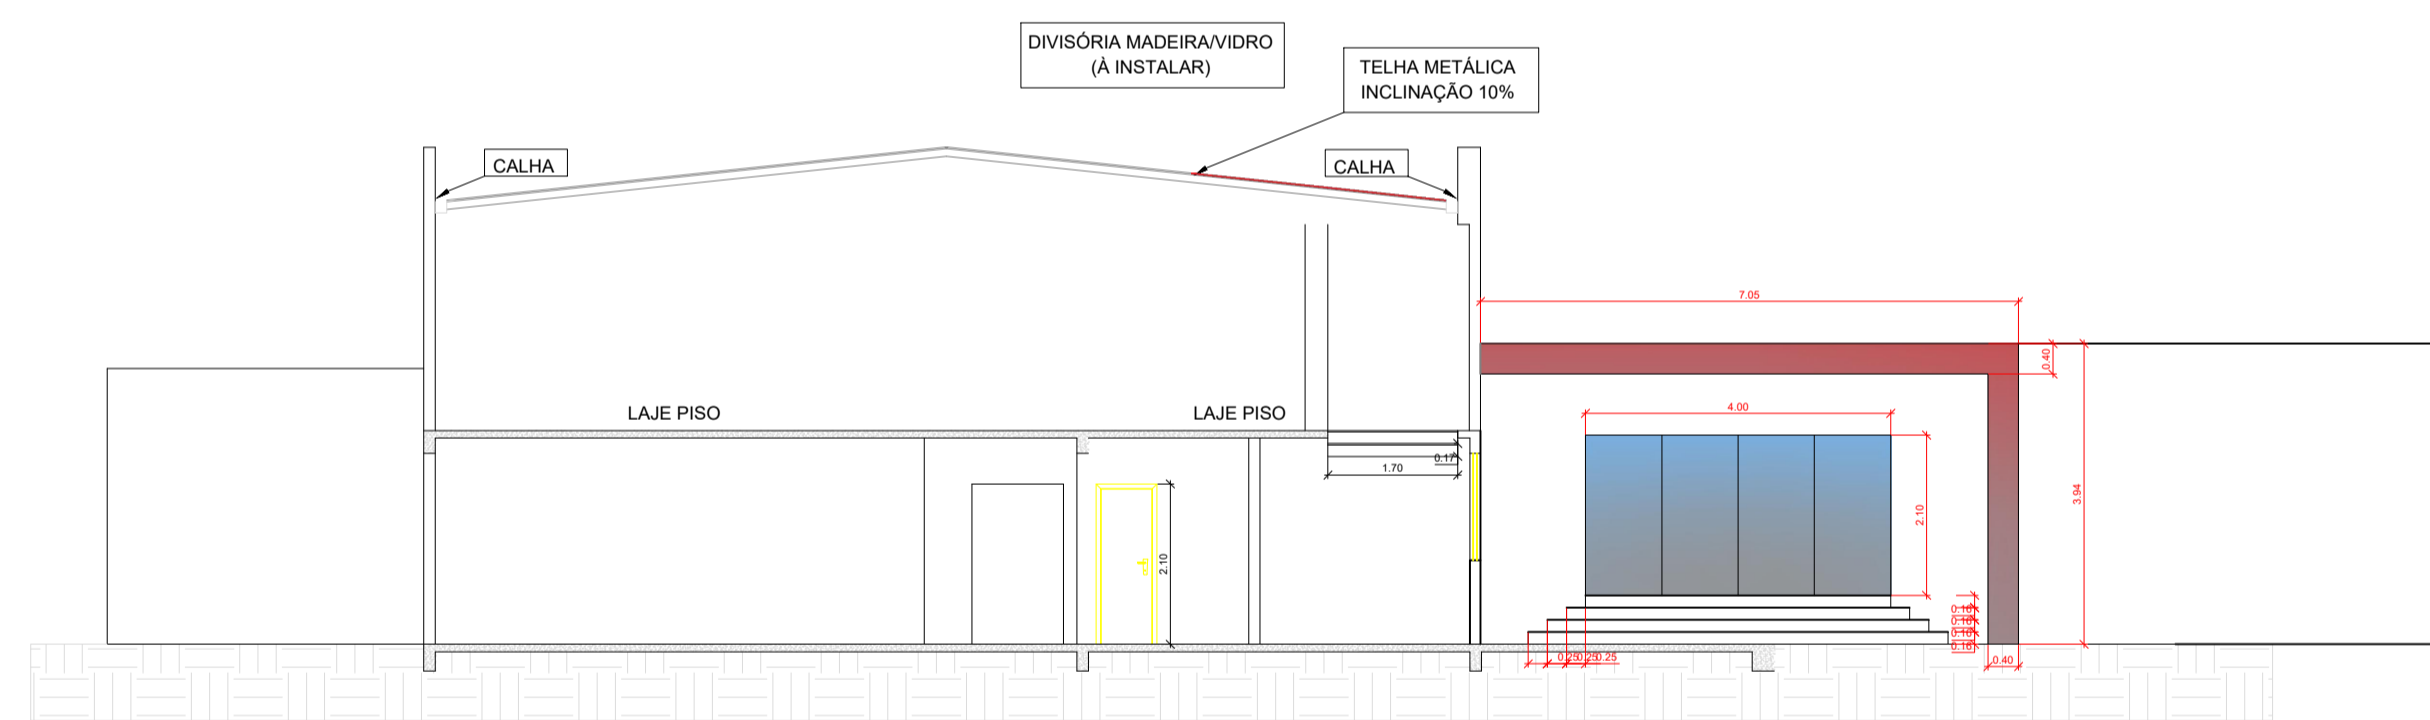 DIVISÓRIA MADEIRA/VIDRO
(À INSTALAR)
TELHA METÁLICA
INCLINAÇÃO 10%
CALHA
CALHA
7.05
0.40
4.00
LAJE PISO
LAJE PISO
0.17
1.70
2.10
3.94
2.10
0.16
0.16
0.16
0.16
0.25
0.25
0.25
0.40